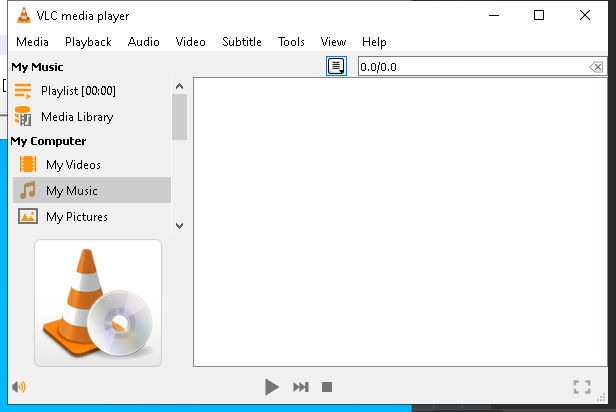 VLC media player
Media Playback Audio Video Subtitle Tools View Help
My Music
0.0/0.0
Playlist [00:00]
Media Library
My Computer
My Videos
My Music
My Pictures